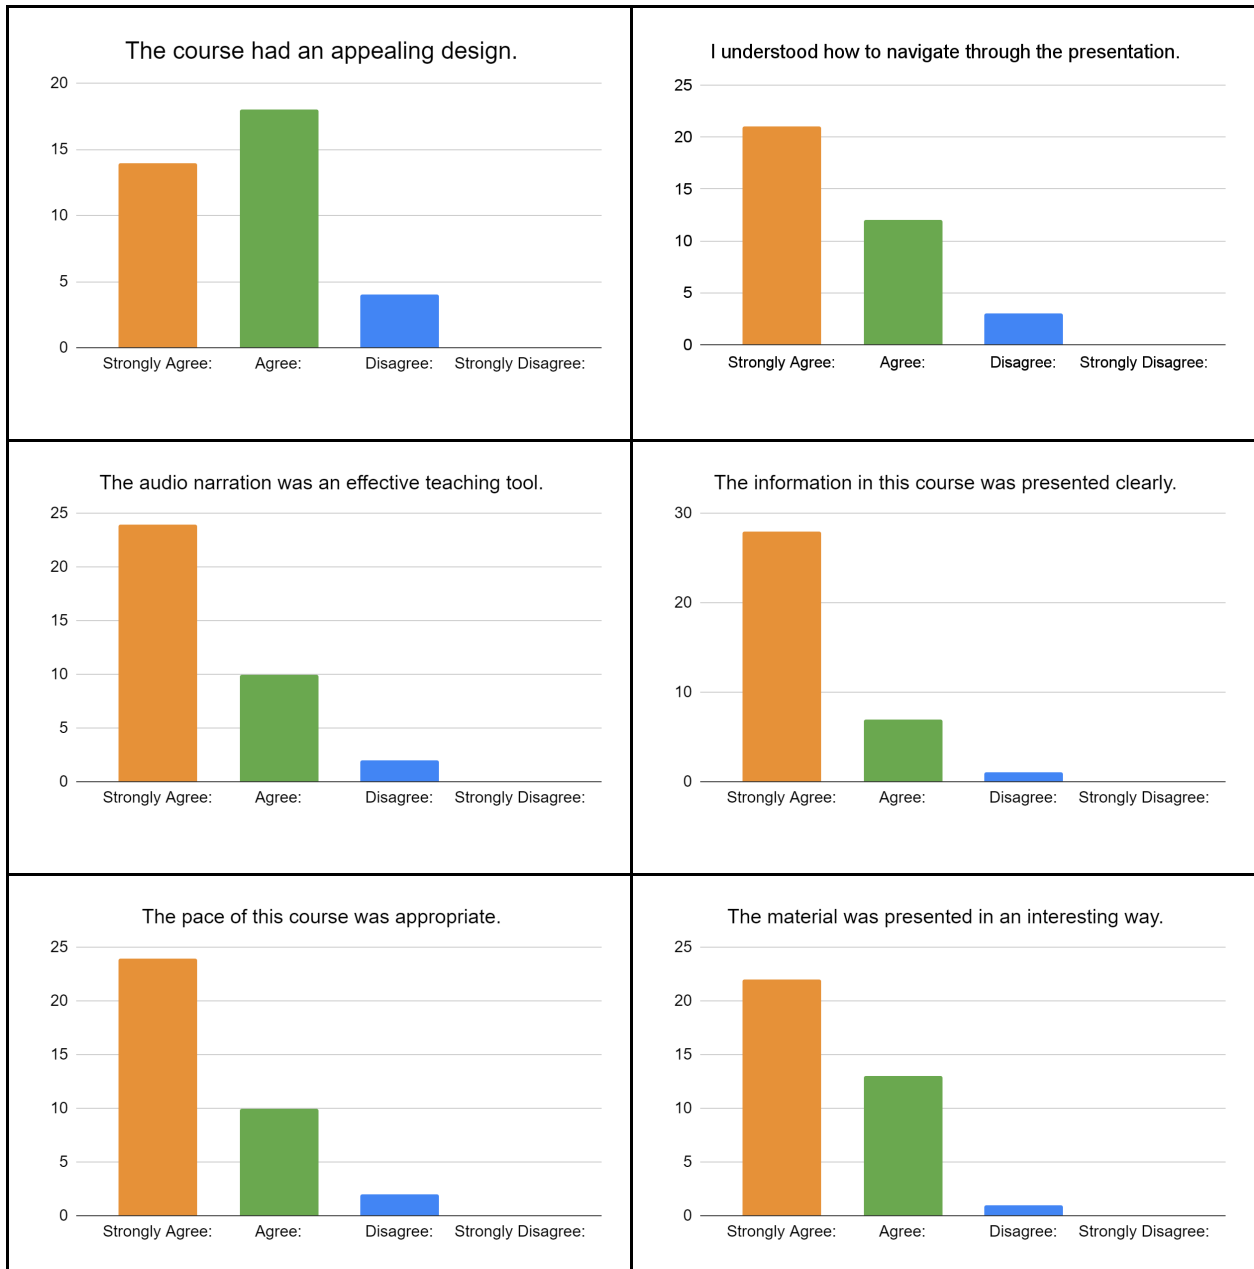 The course had an appealing design.
20
15
10
5
0
Strongly Agree: Agree: Disagree: Strongly Disagree:
I understood how to navigate through the presentation.
25
20
15
10
5
0
Strongly Agree: Agree: Disagree: Strongly Disagree:
The audio narration was an effective teaching tool.
25
20
15
10
5
0
Strongly Agree: Agree: Disagree: Strongly Disagree:
The information in this course was presented clearly.
30
20
10
0
Strongly Agree: Agree: Disagree: Strongly Disagree:
The pace of this course was appropriate.
25
20
15
10
5
0
Strongly Agree: Agree: Disagree: Strongly Disagree:
The material was presented in an interesting way.
25
20
15
10
5
0
Strongly Agree: Agree: Disagree: Strongly Disagree: